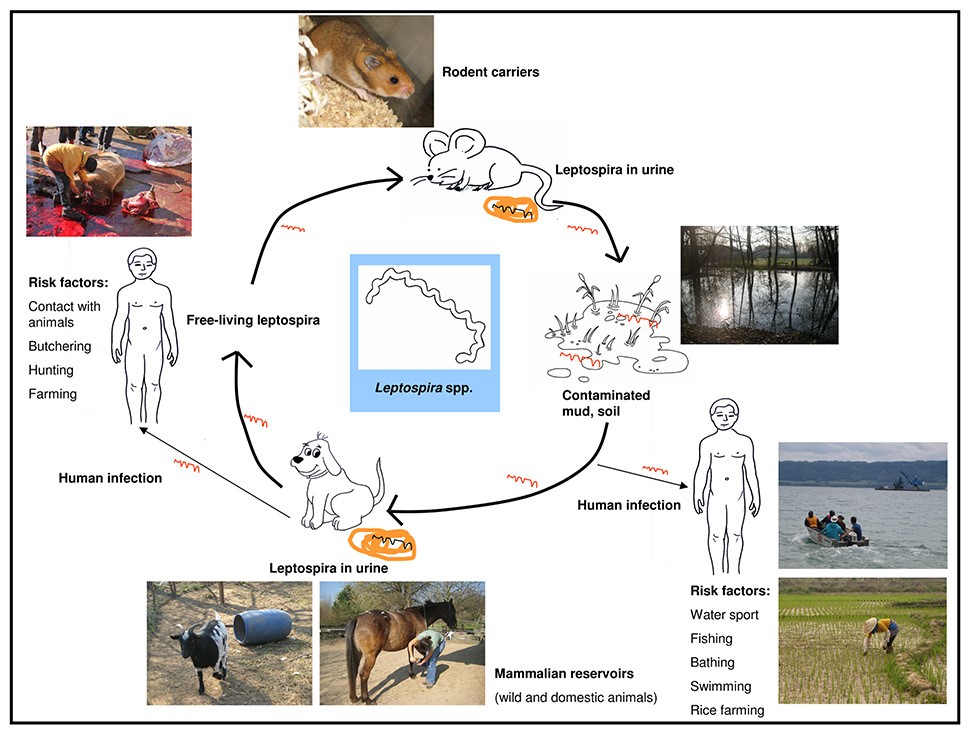 Rodent carriers
Leptospira in urine
Risk factors:
Contact with
animals
Butchering
Hunting
Farming
Free-living leptospira
Leptospira spp.
Contaminated
mud, soil
Human infection
Human infection
Leptospira in urine
Mammalian reservoirs
(wild and domestic animals)
Risk factors:
Water sport
Fishing
Bathing
Swimming
Rice farming